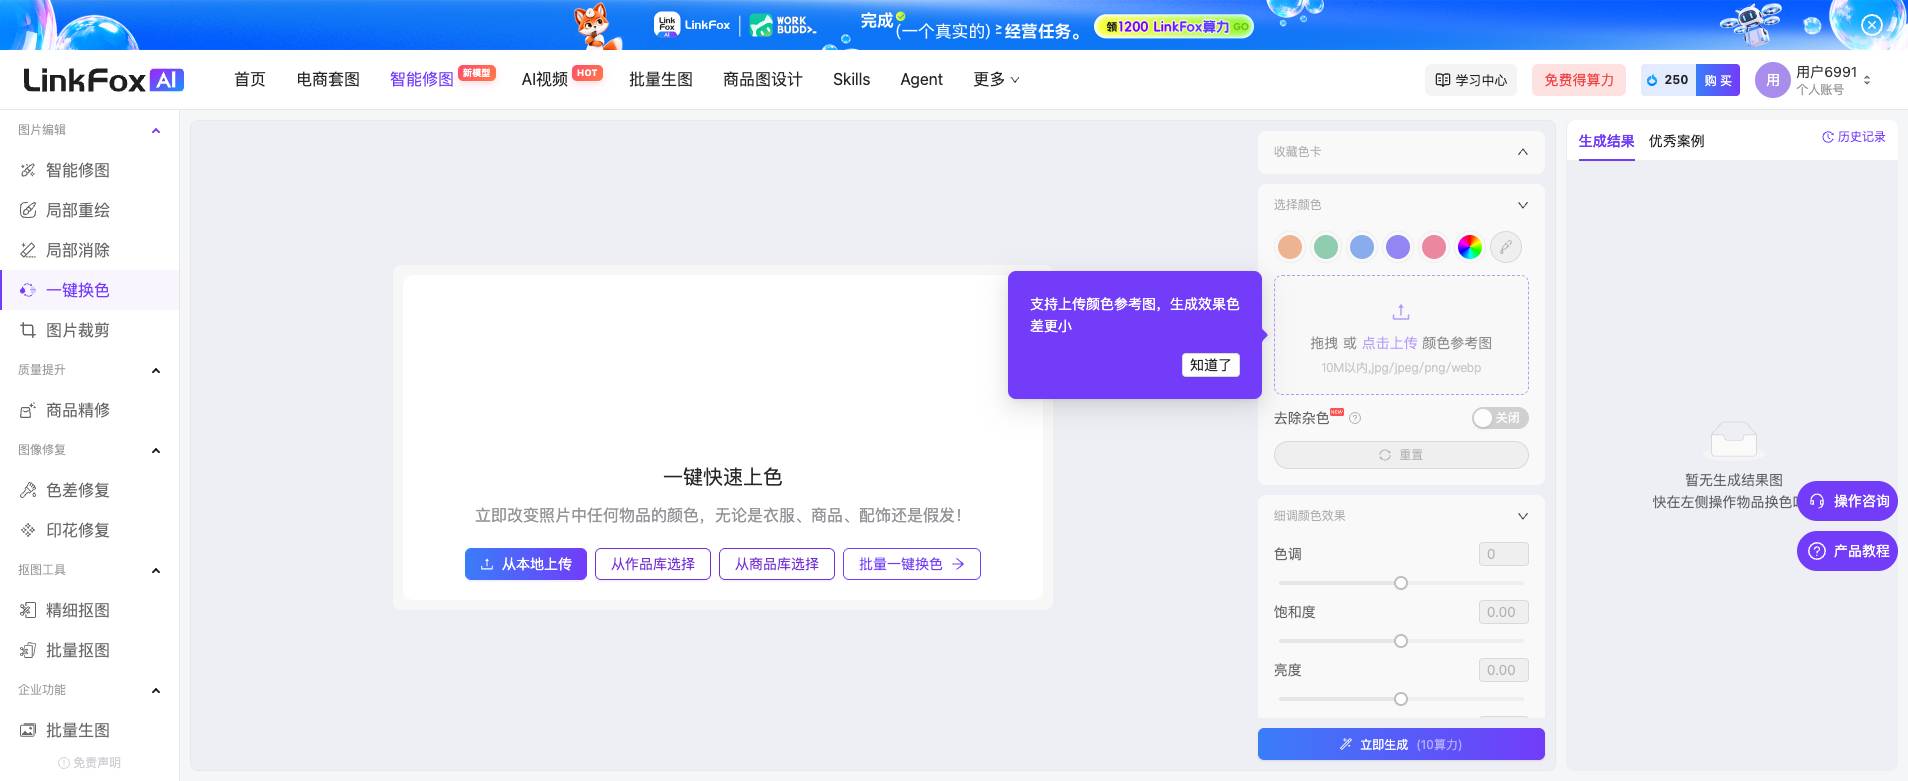 LinkFox AI LinkFox | WORK BUDD>_ 完成 (一个真实的) 经营任务。 领1200 LinkFox算力 GO
LinkFox AI
首页 电商套图 智能修图 新模型 AI视频 HOT 批量生图 商品图设计 Skills Agent 更多
学习中心 免费得算力 250 购买 用 用户6991
个人账号
图片编辑
智能修图
局部重绘
局部消除
一键换色
图片裁剪
质量提升
商品精修
图像修复
色差修复
印花修复
抠图工具
精细抠图
批量抠图
企业功能
批量生图
免责声明
一键快速上色
立即改变照片中任何物品的颜色，无论是衣服、商品、配饰还是假发！
从本地上传 从作品库选择 从商品库选择 批量一键换色
支持上传颜色参考图，生成效果色
差更小
知道了
收藏色卡
选择颜色
拖拽 或 点击上传 颜色参考图
10M以内,jpg/jpeg/png/webp
去除杂色 NEW 关闭
重置
细调颜色效果
色调 0
饱和度 0.00
亮度 0.00
立即生成 (10算力)
生成结果 优秀案例 历史记录
暂无生成结果图
快在左侧操作物品换色
操作咨询
产品教程